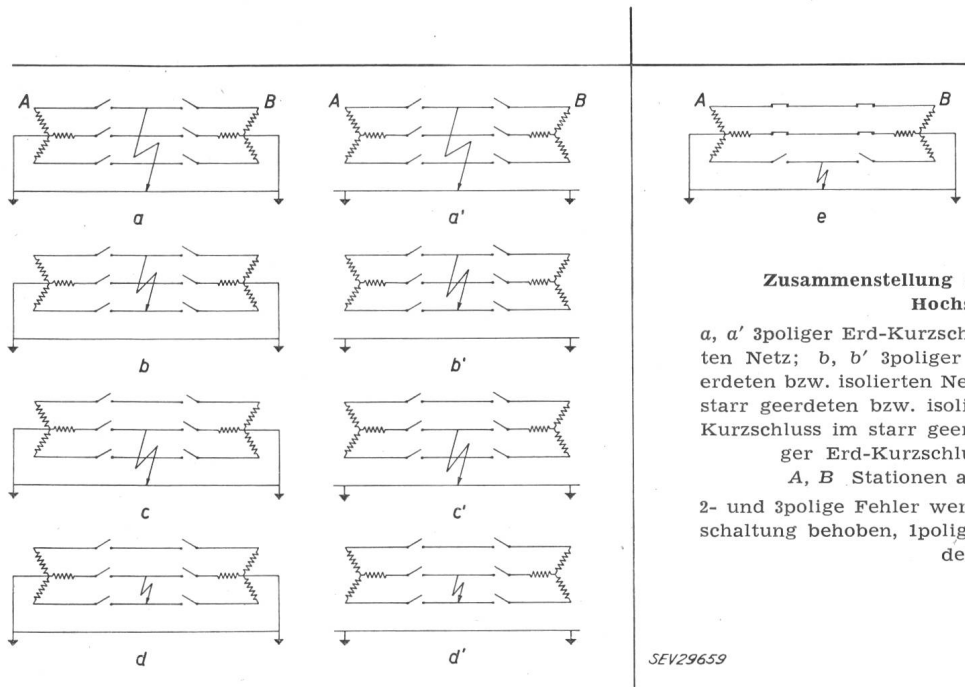 A
B
a
A
B
a'
A
B
e
b
b'
c
c'
d
d'
Zusammenstellung
Hochs
a, a' 3poliger Erd-Kurzsch
ten Netz; b, b' 3poliger
erdeten bzw. isolierten Ne
starr geerdeten bzw. isoli
Kurzschluss im starr geer
ger Erd-Kurzschlu
A, B Stationen a
2- und 3polige Fehler wer
schaltung behoben, 1polig
de
SEV29659